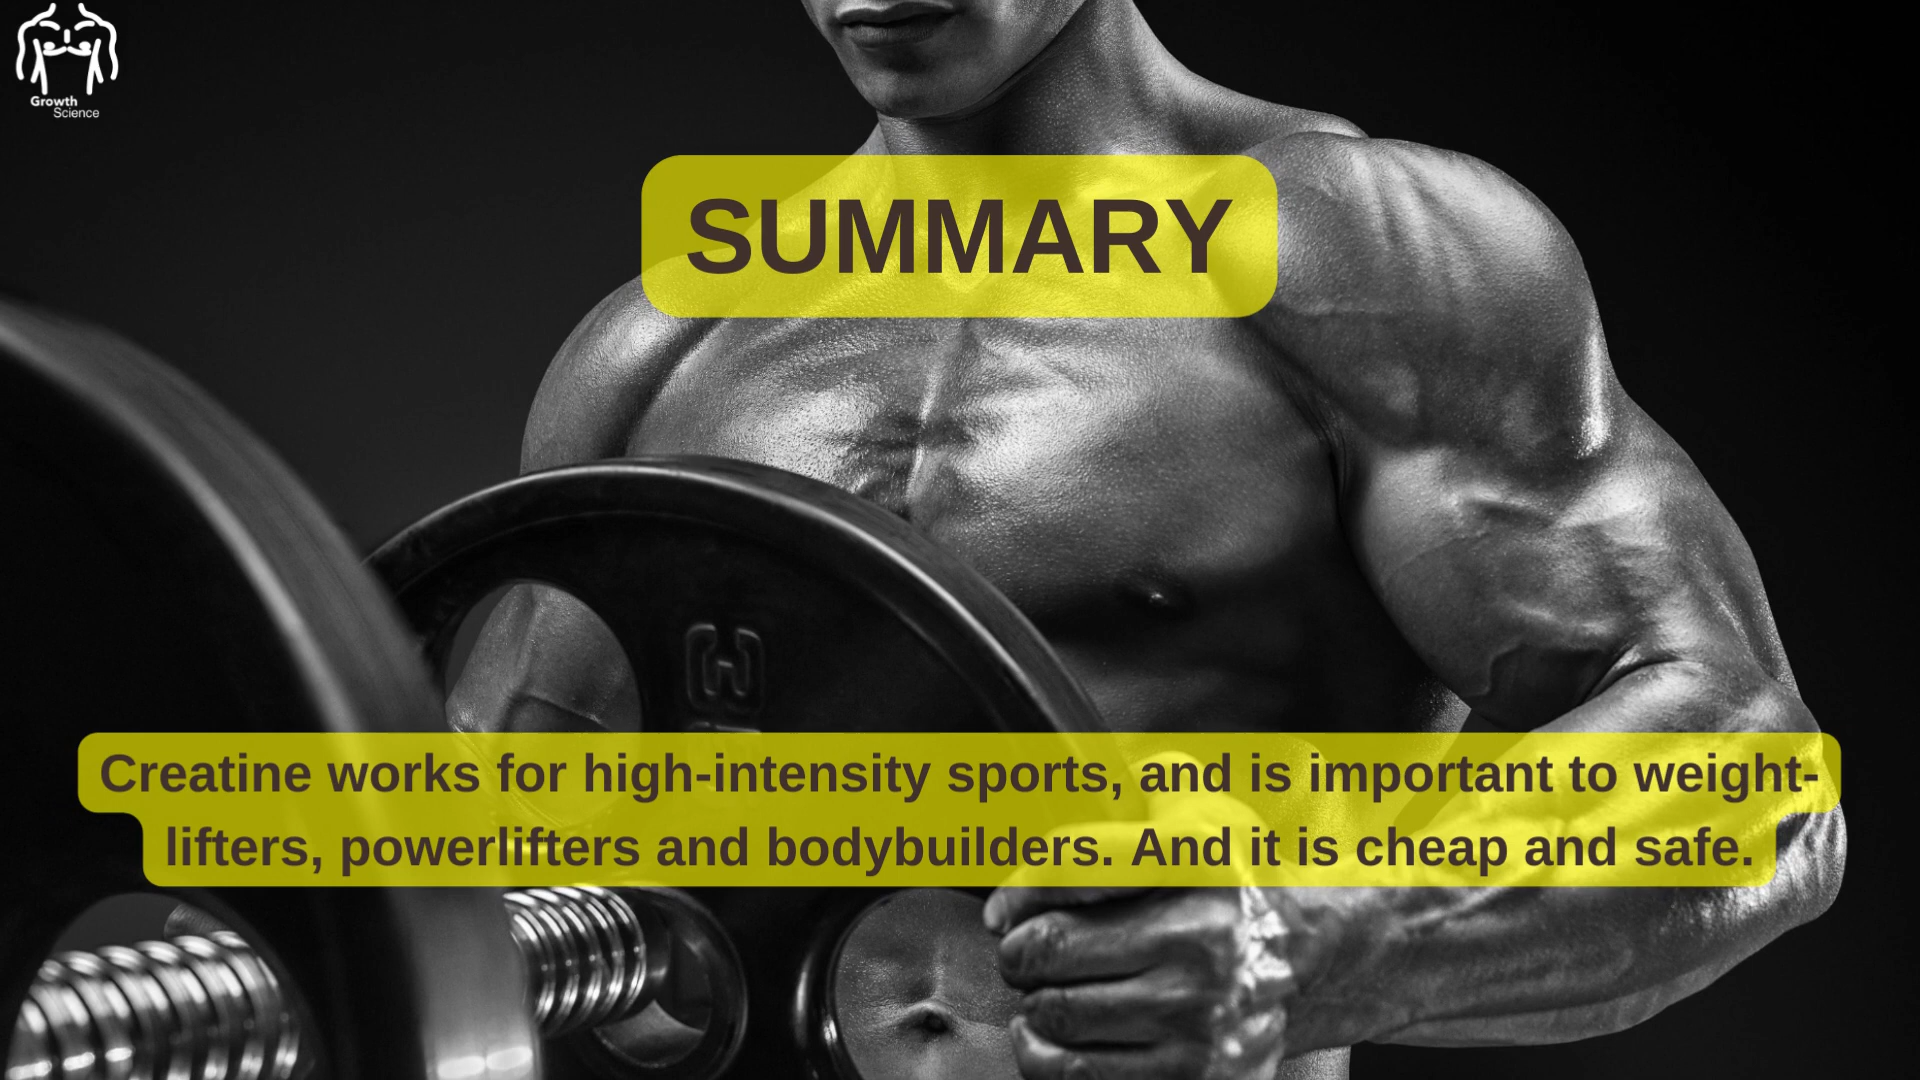 Growth
Science
SUMMARY
Creatine works for high-intensity sports, and is important to weight-
lifters, powerlifters and bodybuilders. And it is cheap and safe.